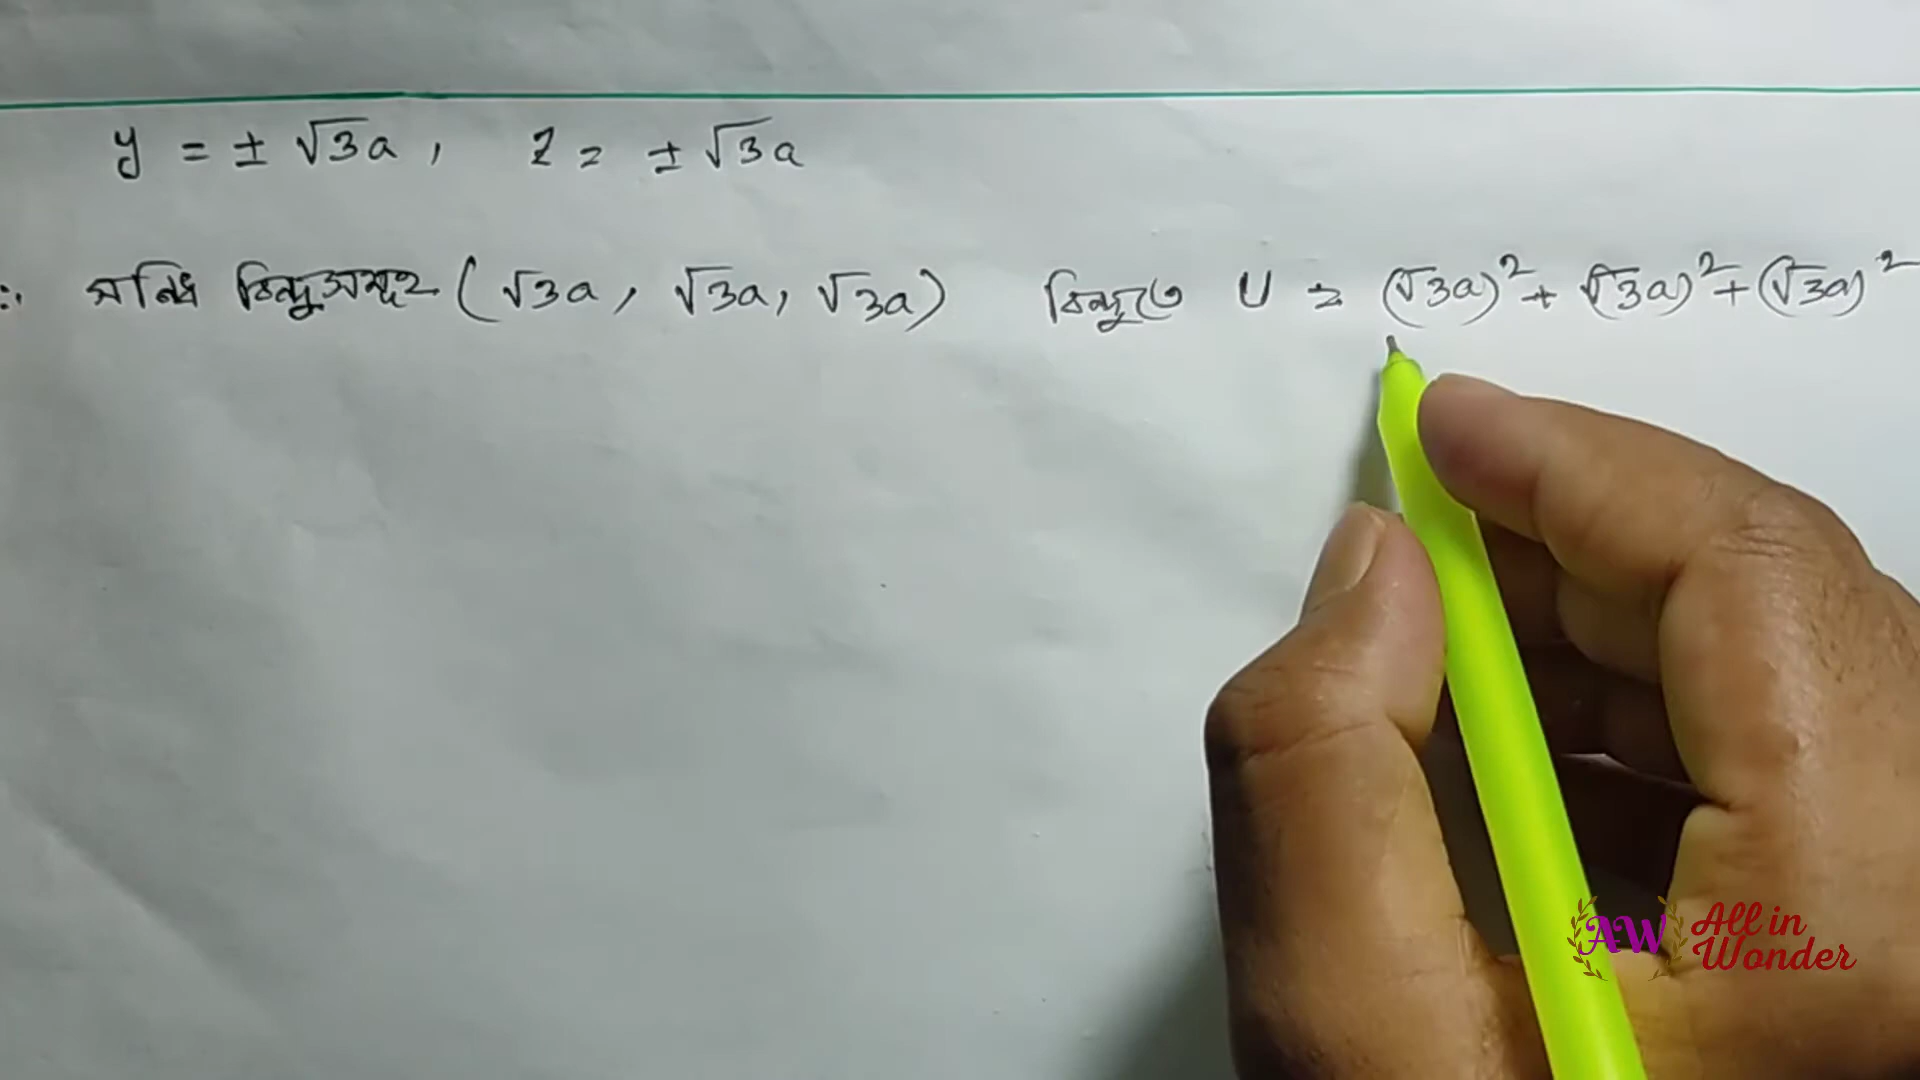 y = ± √3a, z = ± √3a
∴ সন্ধি বিন্দুসমূহ (√3a, √3a, √3a) বিন্দুতে U = (√3a)² + (√3a)² + (√3a)²
AW All in
Wonder